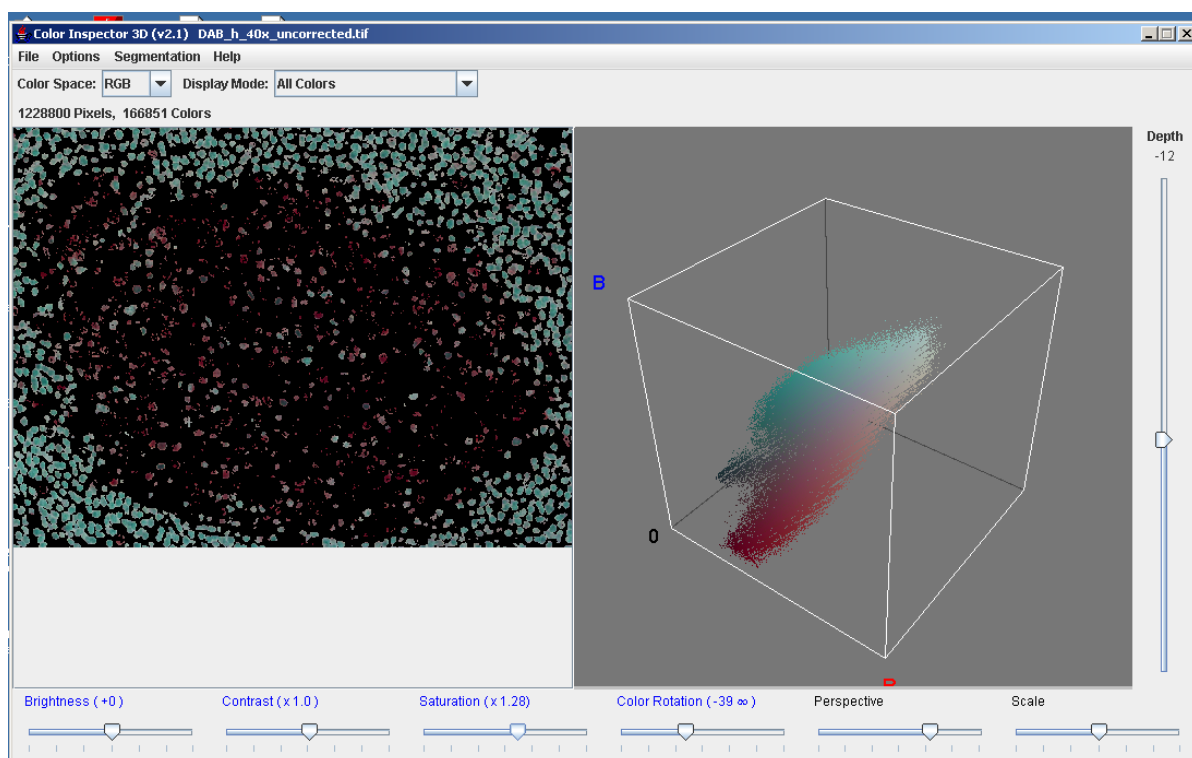 Color Inspector 3D (v2.1) DAB_h_40x_uncorrected.tif
File Options Segmentation Help
Color Space: RGB Display Mode: All Colors
1228800 Pixels, 166851 Colors
Depth
-12
B
0
Brightness ( +0 ) Contrast ( x 1.0 ) Saturation ( x 1.28) Color Rotation ( -39 ∞ ) Perspective Scale